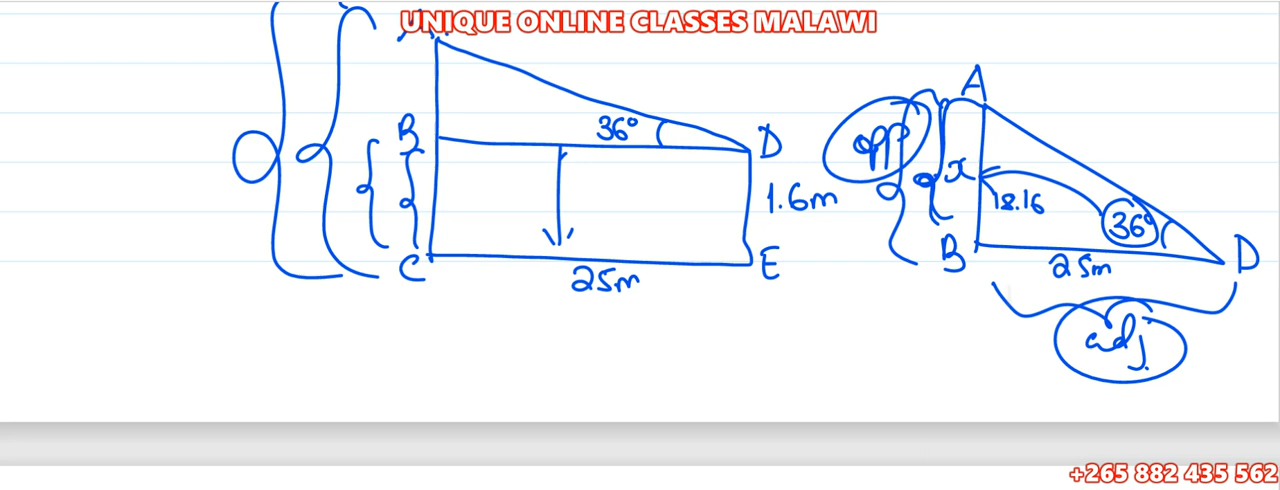 UNIQUE ONLINE CLASSES MALAWI
A
B
36°
D
1.6m
C
25m
E
A
opp
x
18.16
36°
B
25m
D
adj.
+265 882 435 562